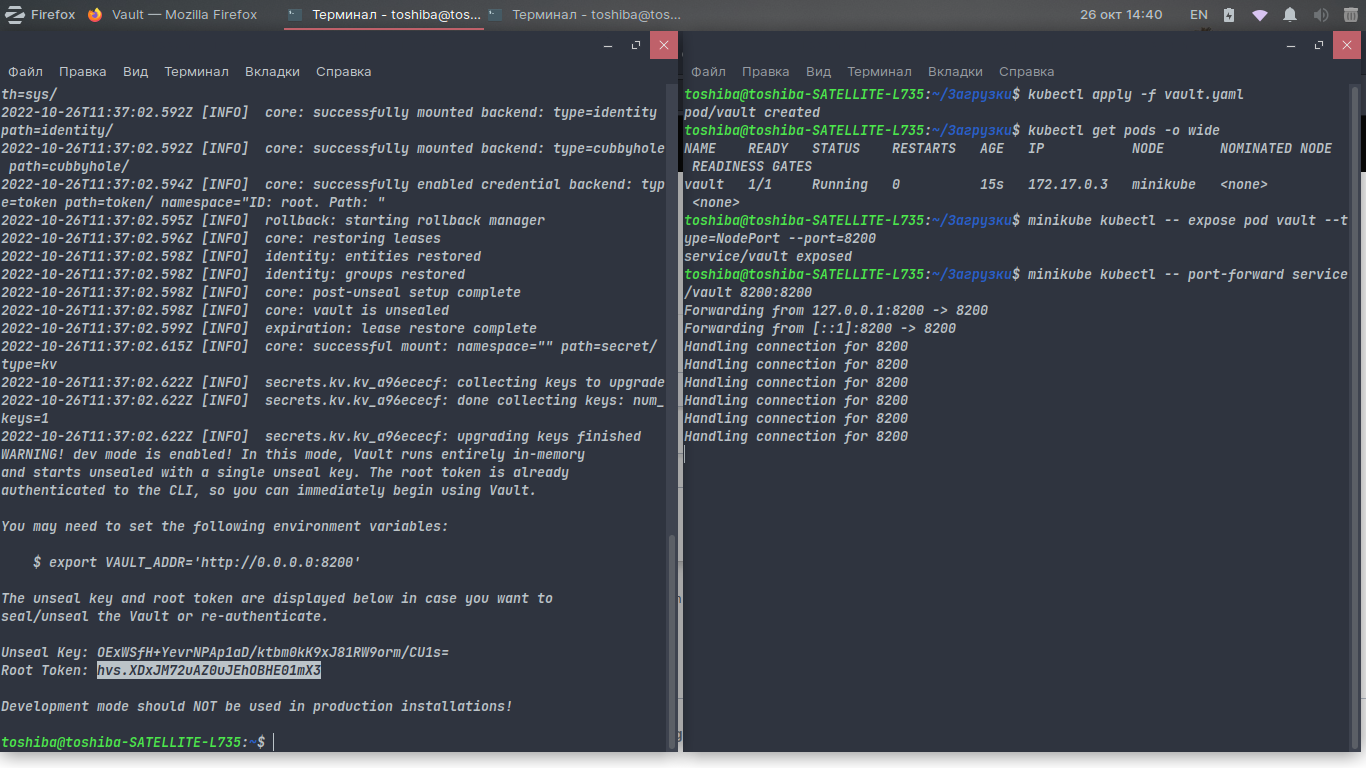 Firefox Vault — Mozilla Firefox Терминал - toshiba@tos... Терминал - toshiba@tos... 26 окт 14:40 EN
Файл Правка Вид Терминал Вкладки Справка
th=sys/
2022-10-26T11:37:02.592Z [INFO]  core: successfully mounted backend: type=identity
path=identity/
2022-10-26T11:37:02.592Z [INFO]  core: successfully mounted backend: type=cubbyhole
 path=cubbyhole/
2022-10-26T11:37:02.594Z [INFO]  core: successfully enabled credential backend: typ
e=token path=token/ namespace="ID: root. Path: "
2022-10-26T11:37:02.595Z [INFO]  rollback: starting rollback manager
2022-10-26T11:37:02.596Z [INFO]  core: restoring leases
2022-10-26T11:37:02.598Z [INFO]  identity: entities restored
2022-10-26T11:37:02.598Z [INFO]  identity: groups restored
2022-10-26T11:37:02.598Z [INFO]  core: post-unseal setup complete
2022-10-26T11:37:02.598Z [INFO]  core: vault is unsealed
2022-10-26T11:37:02.599Z [INFO]  expiration: lease restore complete
2022-10-26T11:37:02.615Z [INFO]  core: successful mount: namespace="" path=secret/
type=kv
2022-10-26T11:37:02.622Z [INFO]  secrets.kv.kv_a96ececf: collecting keys to upgrade
2022-10-26T11:37:02.622Z [INFO]  secrets.kv.kv_a96ececf: done collecting keys: num_
keys=1
2022-10-26T11:37:02.622Z [INFO]  secrets.kv.kv_a96ececf: upgrading keys finished
WARNING! dev mode is enabled! In this mode, Vault runs entirely in-memory
and starts unsealed with a single unseal key. The root token is already
authenticated to the CLI, so you can immediately begin using Vault.
You may need to set the following environment variables:
$ export VAULT_ADDR='http://0.0.0.0:8200'
The unseal key and root token are displayed below in case you want to
seal/unseal the Vault or re-authenticate.
Unseal Key: OExWSfH+YevrNPAp1aD/ktbm0kK9xJ81RW9orm/CU1s=
Root Token: hvs.XDxJM72uAZ0uJEhOBHE01mX3
Development mode should NOT be used in production installations!
toshiba@toshiba-SATELLITE-L735:~$
Файл Правка Вид Терминал Вкладки Справка
toshiba@toshiba-SATELLITE-L735:~/Загрузки$ kubectl apply -f vault.yaml
pod/vault created
toshiba@toshiba-SATELLITE-L735:~/Загрузки$ kubectl get pods -o wide
NAME    READY   STATUS    RESTARTS   AGE   IP           NODE       NOMINATED NODE
 READINESS GATES
vault   1/1     Running   0          15s   172.17.0.3   minikube   <none>
 <none>
toshiba@toshiba-SATELLITE-L735:~/Загрузки$ minikube kubectl -- expose pod vault --t
ype=NodePort --port=8200
service/vault exposed
toshiba@toshiba-SATELLITE-L735:~/Загрузки$ minikube kubectl -- port-forward service
/vault 8200:8200
Forwarding from 127.0.0.1:8200 -> 8200
Forwarding from [::1]:8200 -> 8200
Handling connection for 8200
Handling connection for 8200
Handling connection for 8200
Handling connection for 8200
Handling connection for 8200
Handling connection for 8200